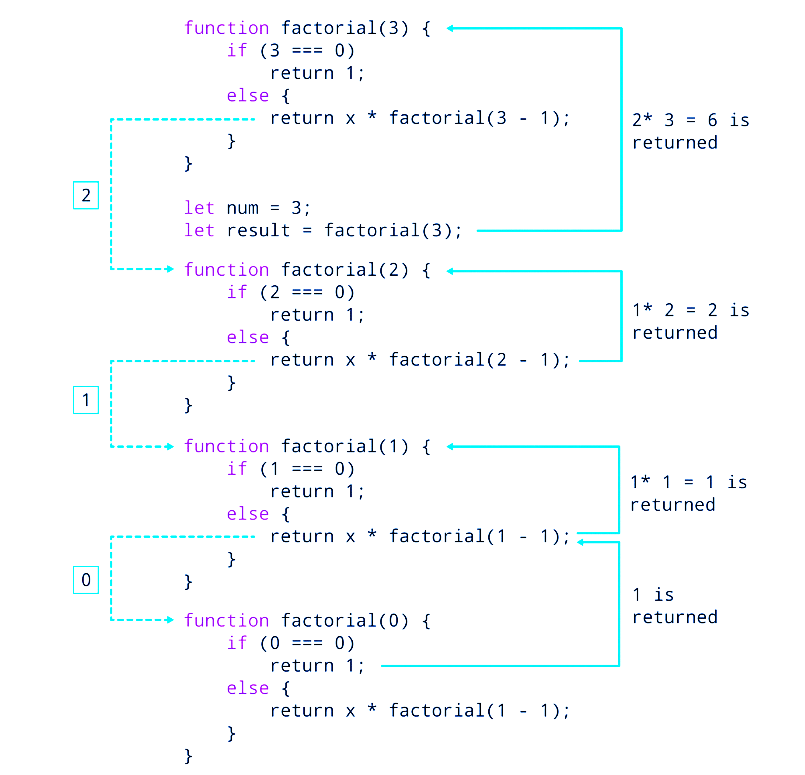 function factorial(3) {
if (3 === 0)
return 1;
else {
return x * factorial(3 - 1);
}
}
2* 3 = 6 is
returned
2
let num = 3;
let result = factorial(3);
function factorial(2) {
if (2 === 0)
return 1;
else {
return x * factorial(2 - 1);
}
}
1* 2 = 2 is
returned
1
function factorial(1) {
if (1 === 0)
return 1;
else {
return x * factorial(1 - 1);
}
}
1* 1 = 1 is
returned
0
function factorial(0) {
if (0 === 0)
return 1;
else {
return x * factorial(1 - 1);
}
}
1 is
returned